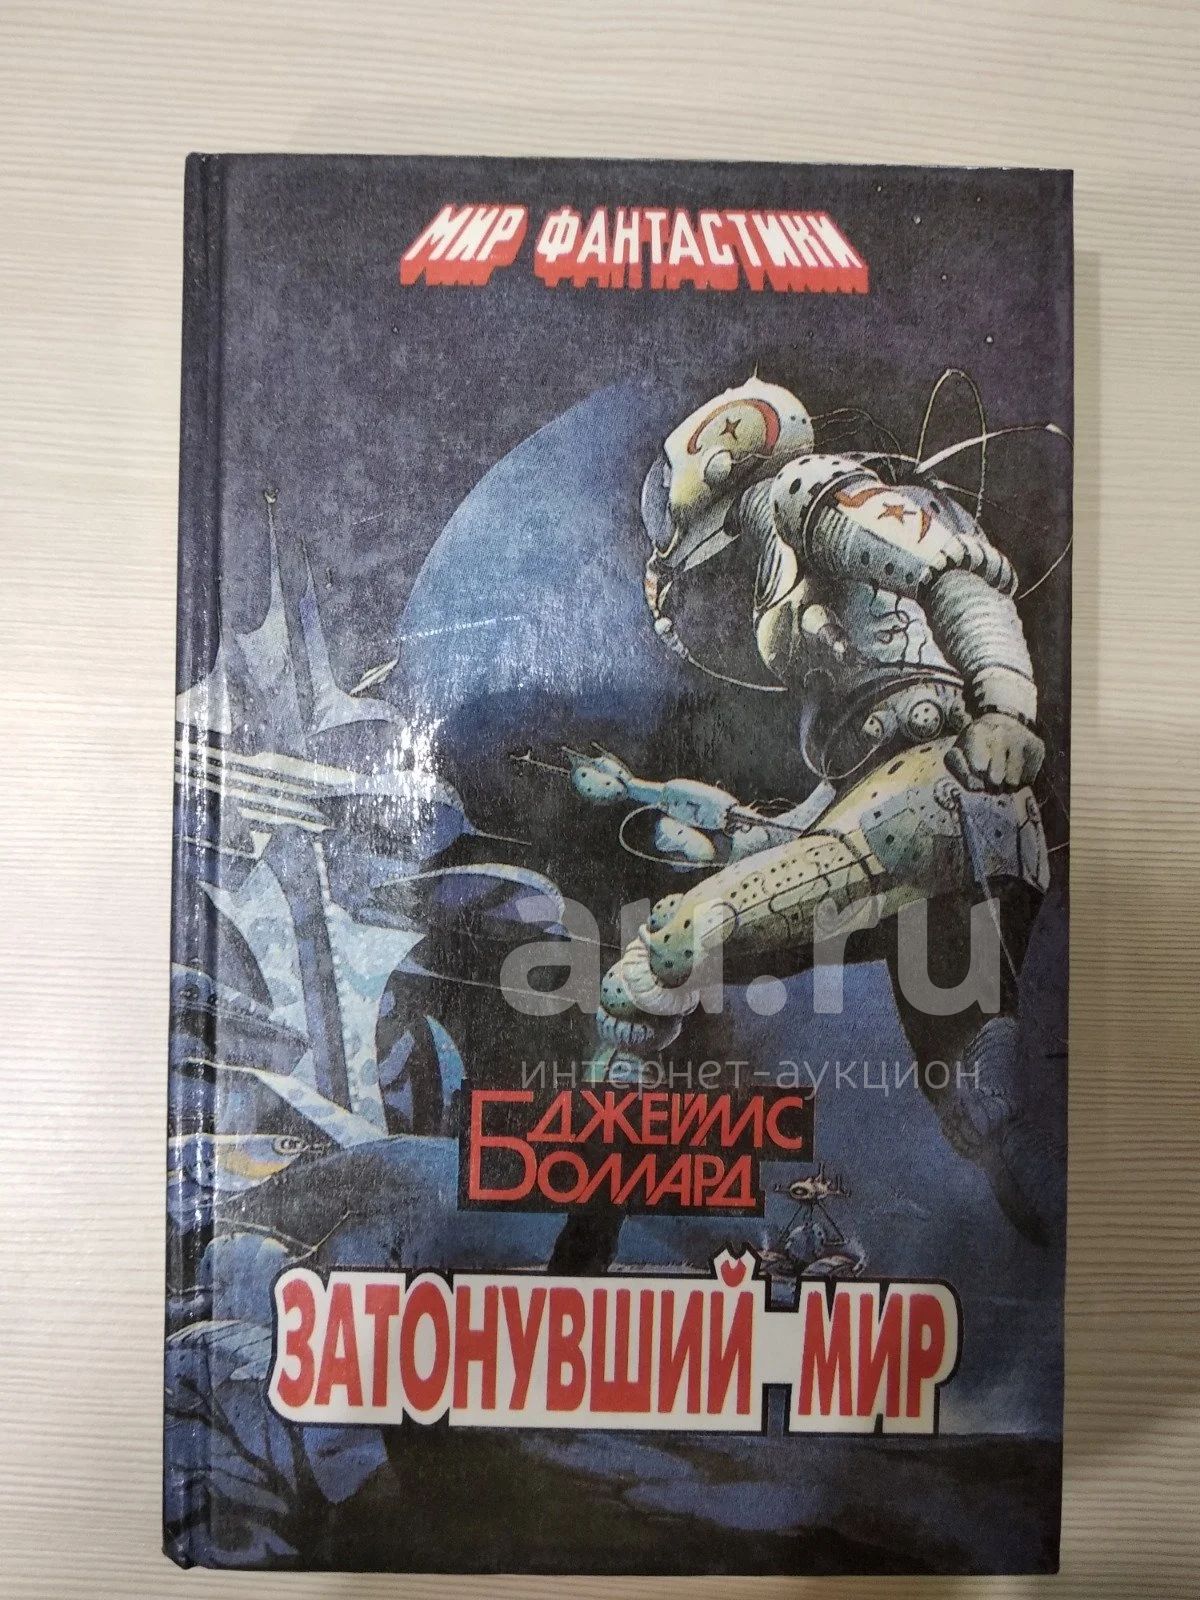 МИР ФАНТАСТИКИ
au.ru
интернет-аукцион
ДЖЕЙМС
БОЛЛАРД
ЗАТОНУВШИЙ МИР